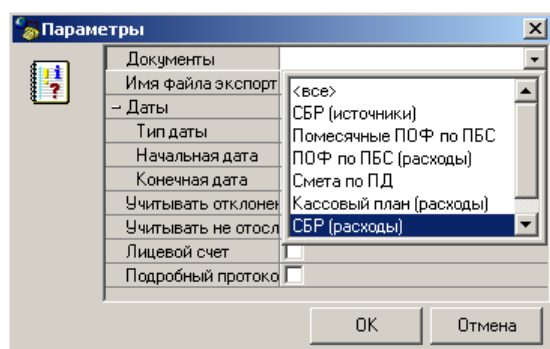 Параметры
Документы
Имя файла экспорт
Даты
Тип даты
Начальная дата
Конечная дата
Учитывать отклонен
Учитывать не отосл
Лицевой счет
Подробный протоко
<все>
СБР (источники)
Помесячные ПОФ по ПБС
ПОФ по ПБС (расходы)
Смета по ПД
Кассовый план (расходы)
СБР (расходы)
OK
Отмена